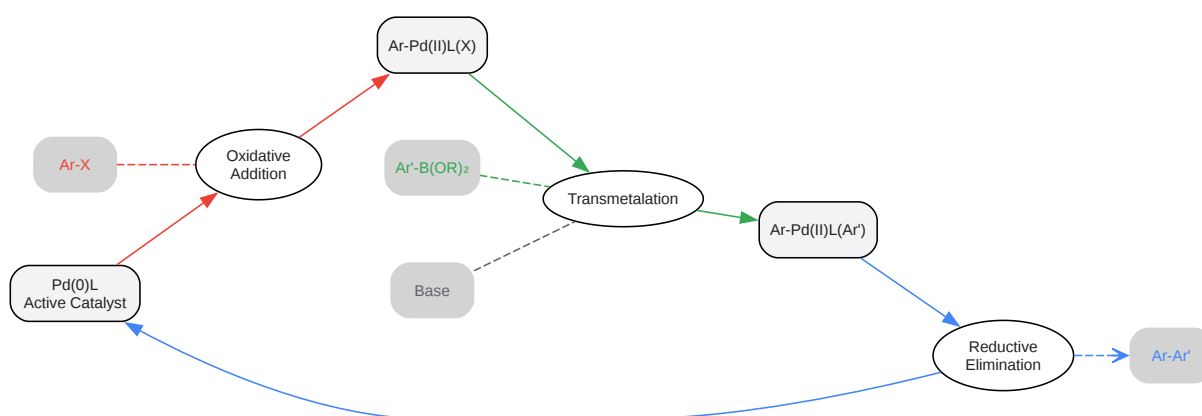 Ar-Pd(II)L(X)
Oxidative
Addition
Ar-X
Ar'-B(OR)₂
Transmetalation
Ar-Pd(II)L(Ar')
Pd(0)L
Active Catalyst
Base
Reductive
Elimination
Ar-Ar'